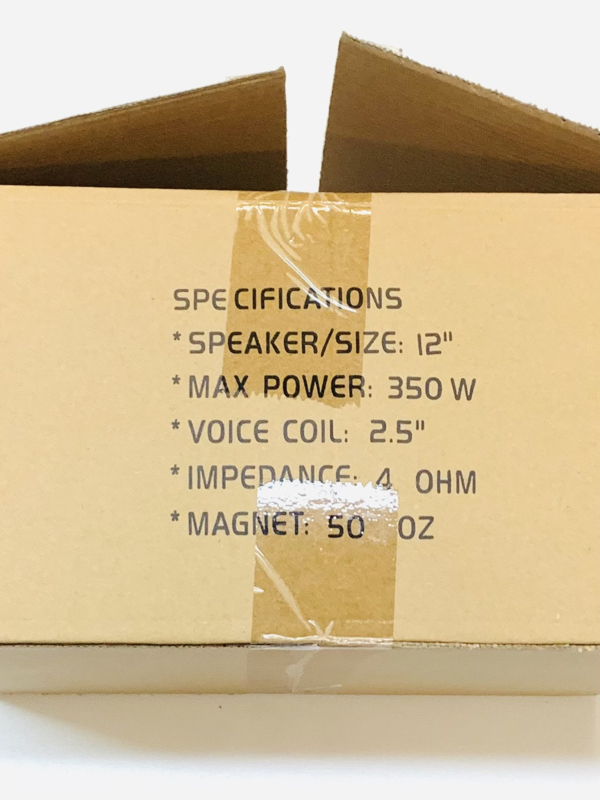 SPECIFICATIONS
* SPEAKER/SIZE: 12"
* MAX POWER: 350 W
* VOICE COIL: 2.5"
* IMPEDANCE: 4 OHM
* MAGNET: 50 OZ